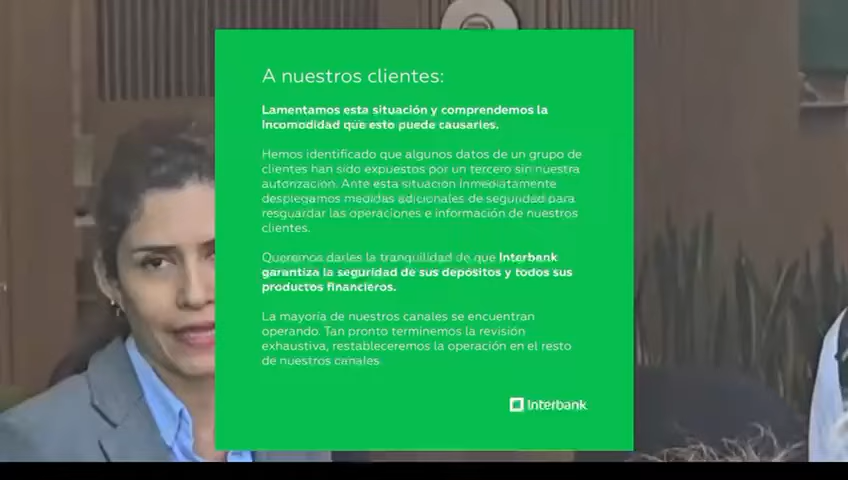 A nuestros clientes:
Lamentamos esta situación y comprendemos la
incomodidad que esto puede causarles.
Hemos identificado que algunos datos de un grupo de
clientes han sido expuestos por un tercero sin nuestra
autorización. Ante esta situación inmediatamente
desplegamos medidas adicionales de seguridad para
resguardar las operaciones e información de nuestros
clientes.
Queremos darles la tranquilidad de que Interbank
garantiza la seguridad de sus depósitos y todos sus
productos financieros.
La mayoría de nuestros canales se encuentran
operando. Tan pronto terminemos la revisión
exhaustiva, restableceremos la operación en el resto
de nuestros canales
Interbank